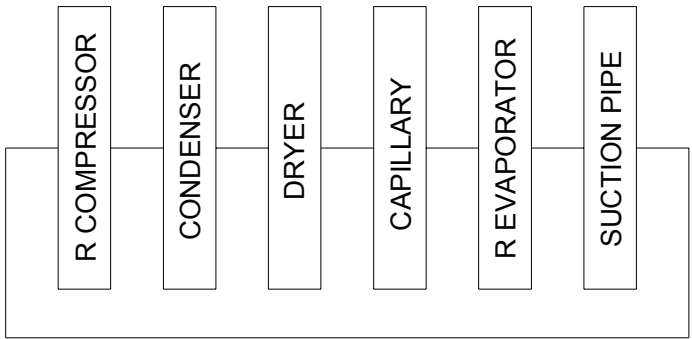 R COMPRESSOR
CONDENSER
DRYER
CAPILLARY
R EVAPORATOR
SUCTION PIPE